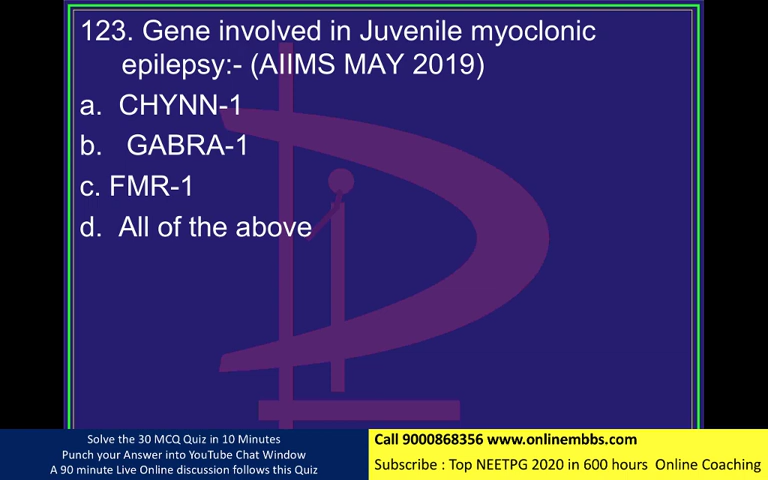 123. Gene involved in Juvenile myoclonic
epilepsy:- (AIIMS MAY 2019)
a. CHYNN-1
b. GABRA-1
c. FMR-1
d. All of the above
Solve the 30 MCQ Quiz in 10 Minutes
Punch your Answer into YouTube Chat Window
A 90 minute Live Online discussion follows this Quiz
Call 9000868356 www.onlinembbs.com
Subscribe : Top NEETPG 2020 in 600 hours Online Coaching